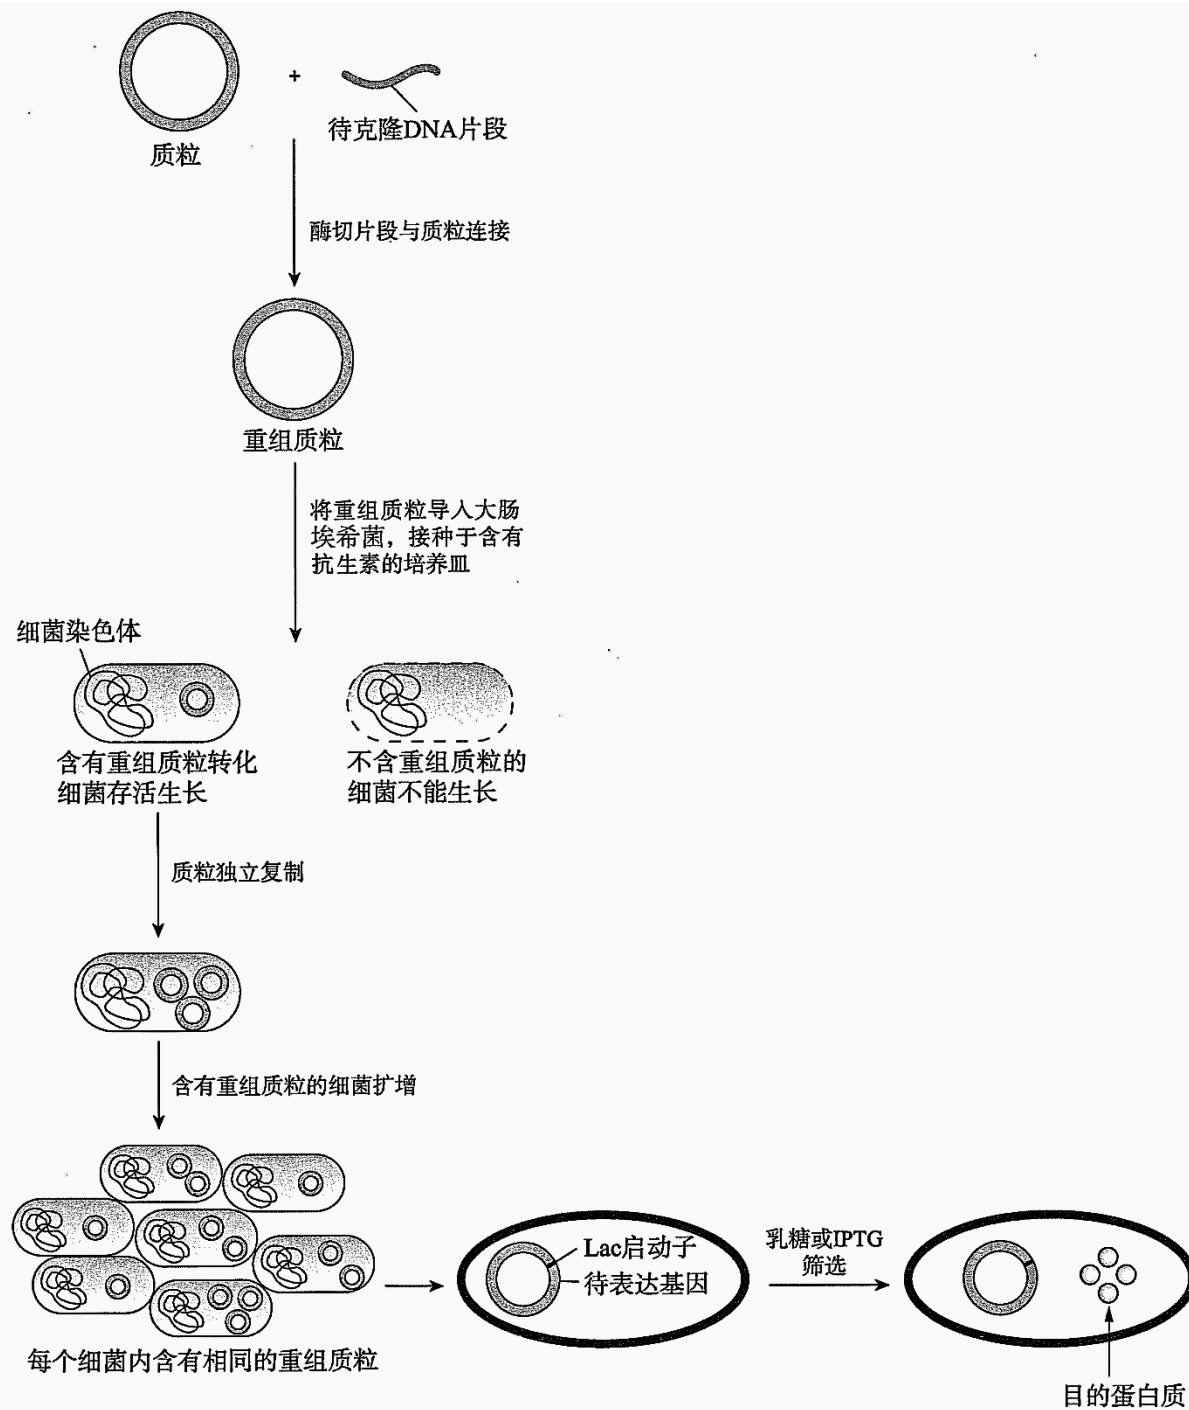 +
质粒
待克隆DNA片段
酶切片段与质粒连接
重组质粒
将重组质粒导入大肠
埃希菌，接种于含有
抗生素的培养皿
细菌染色体
含有重组质粒转化
细菌存活生长
不含重组质粒的
细菌不能生长
质粒独立复制
含有重组质粒的细菌扩增
每个细菌内含有相同的重组质粒
Lac启动子
待表达基因
乳糖或IPTG
筛选
目的蛋白质